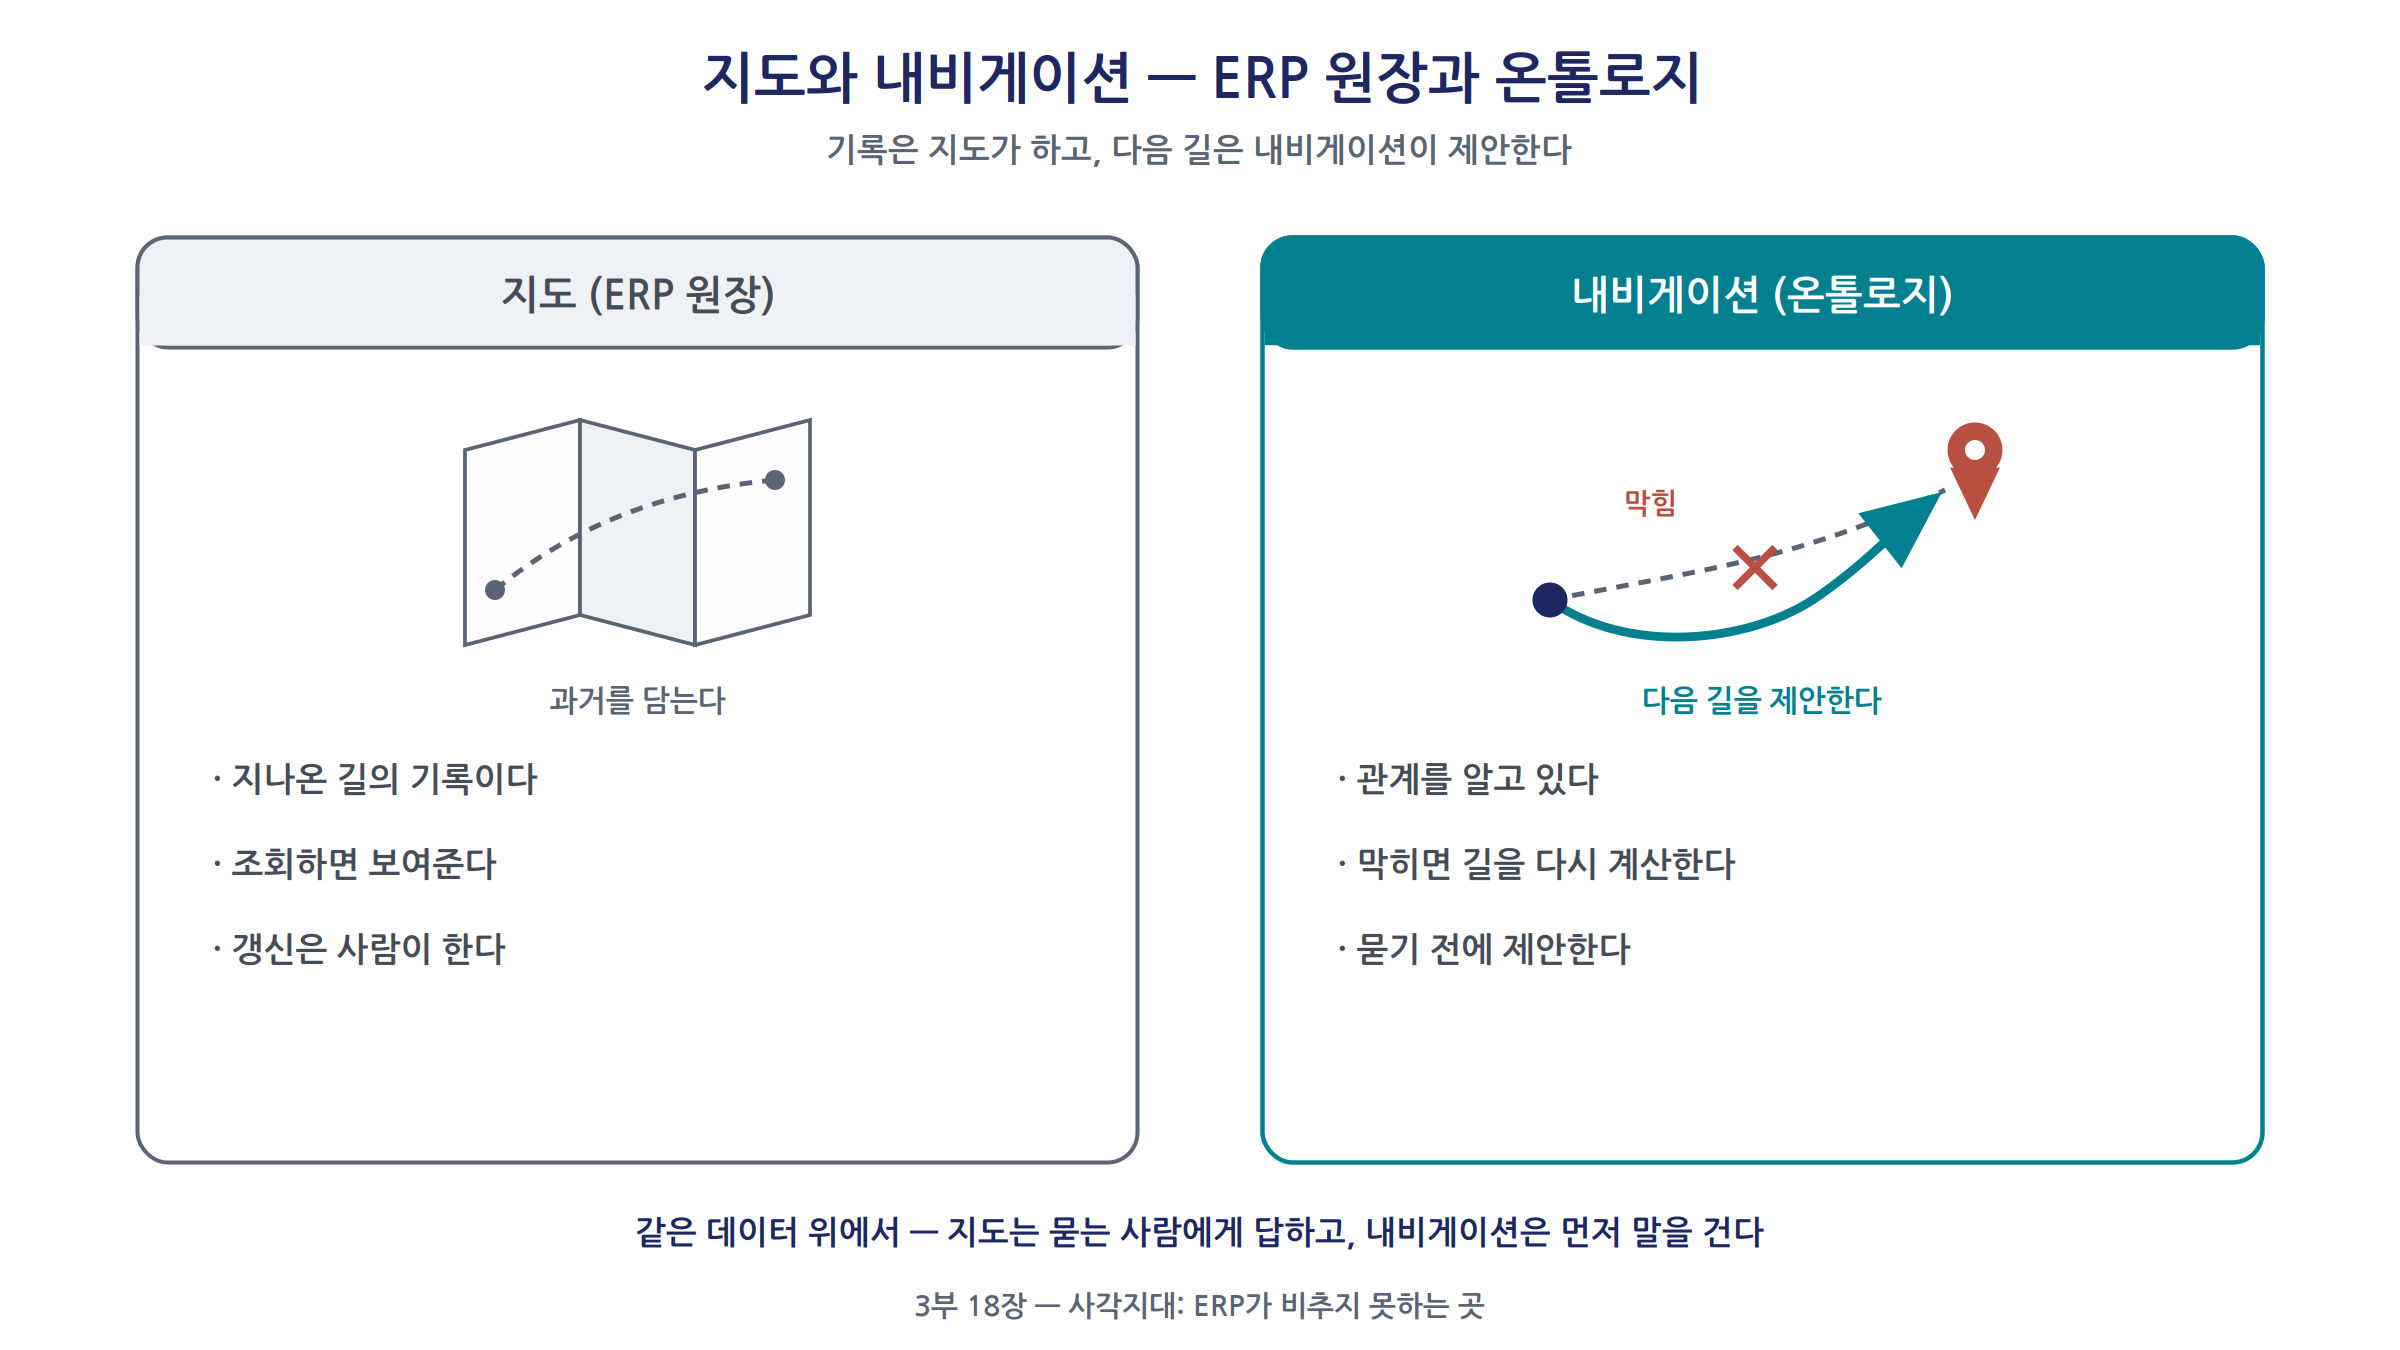 지도와 내비게이션 — ERP 원장과 온톨로지
기록은 지도가 하고, 다음 길은 내비게이션이 제안한다
지도 (ERP 원장)
과거를 담는다
· 지나온 길의 기록이다
· 조회하면 보여준다
· 갱신은 사람이 한다
내비게이션 (온톨로지)
막힘
다음 길을 제안한다
· 관계를 알고 있다
· 막히면 길을 다시 계산한다
· 묻기 전에 제안한다
같은 데이터 위에서 — 지도는 묻는 사람에게 답하고, 내비게이션은 먼저 말을 건다
3부 18장 — 사각지대: ERP가 비추지 못하는 곳